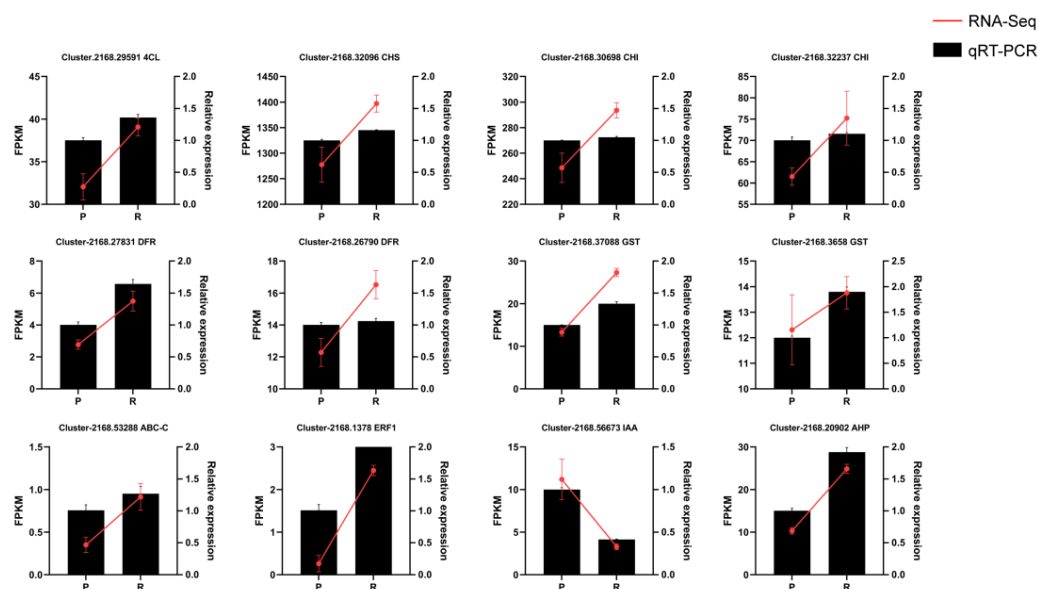 RNA-Seq
qRT-PCR
Cluster.2168.29591 4CL
Cluster-2168.32096 CHS
Cluster-2168.30698 CHI
Cluster-2168.32237 CHI
45
40
35
30
FPKM
2.0
1.5
1.0
0.5
0.0
Relative expression
P
R
1450
1400
1350
1300
1250
1200
FPKM
2.0
1.5
1.0
0.5
0.0
Relative expression
P
R
320
300
280
260
240
220
FPKM
2.0
1.5
1.0
0.5
0.0
Relative expression
P
R
85
80
75
70
65
60
55
FPKM
2.0
1.5
1.0
0.5
0.0
Relative expression
P
R
Cluster-2168.27831 DFR
Cluster-2168.26790 DFR
Cluster-2168.37088 GST
Cluster-2168.3658 GST
8
6
4
2
0
FPKM
2.0
1.5
1.0
0.5
0.0
Relative expression
P
R
18
16
14
12
10
FPKM
2.0
1.5
1.0
0.5
0.0
Relative expression
P
R
30
20
10
0
FPKM
2.0
1.5
1.0
0.5
0.0
Relative expression
P
R
15
14
13
12
10
FPKM
2.5
2.0
1.5
1.0
0.5
0.0
Relative expression
P
R
Cluster-2168.53288 ABC-C
Cluster-2168.1378 ERF1
Cluster-2168.56673 IAA
Cluster-2168.20902 AHP
1.5
1.0
0.5
0.0
FPKM
2.0
1.5
1.0
0.5
0.0
Relative expression
P
R
3
2
1
0
FPKM
2.0
1.5
1.0
0.5
0.0
Relative expression
P
R
15
10
5
0
FPKM
1.5
1.0
0.5
0.0
Relative expression
P
R
30
20
10
0
FPKM
2.0
1.5
1.0
0.5
0.0
Relative expression
P
R